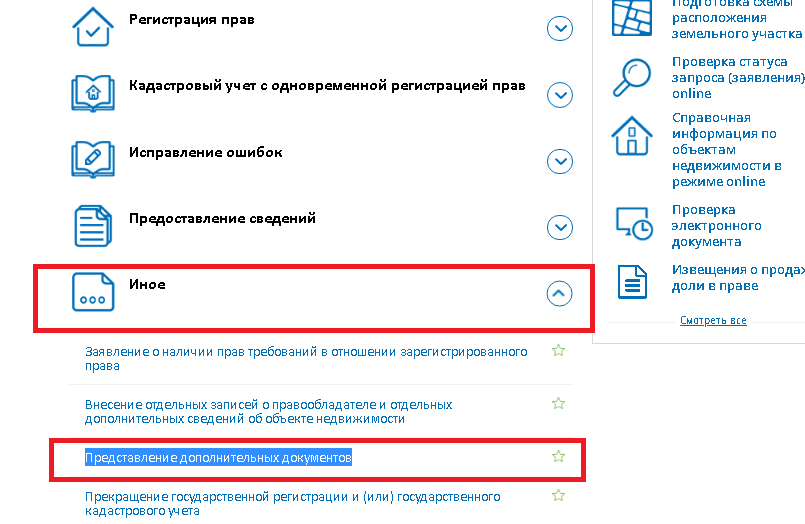 Регистрация прав
Кадастровый учет с одновременной регистрацией прав
Исправление ошибок
Предоставление сведений
Иное
Заявление о наличии прав требований в отношении зарегистрированного
права
Внесение отдельных записей о правообладателе и отдельных
дополнительных сведений об объекте недвижимости
Представление дополнительных документов
Прекращение государственной регистрации и (или) государственного
кадастрового учета
Подготовка схемы
расположения
земельного участка
Проверка статуса
запроса (заявления)
online
Справочная
информация по
объектам
недвижимости в
режиме online
Проверка
электронного
документа
Извещения о
доли в праве
Смотреть все